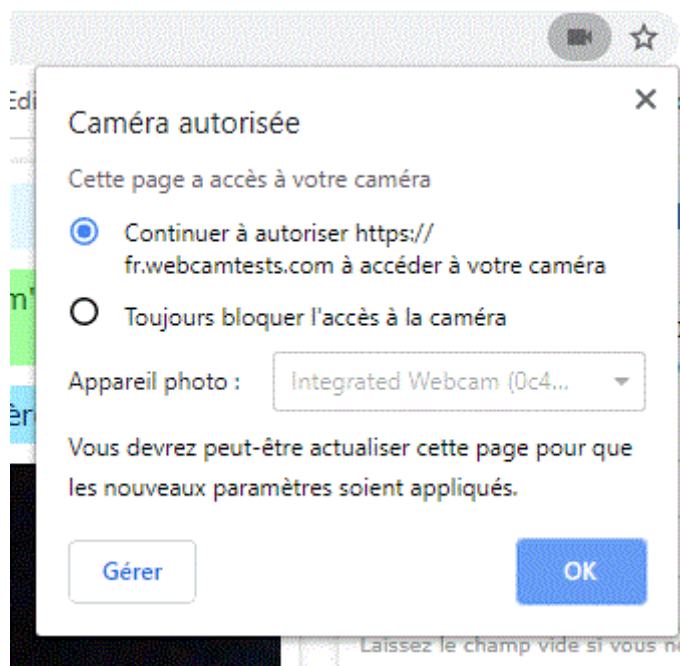 Edi
Caméra autorisée
Cette page a accès à votre caméra
Continuer à autoriser https://
fr.webcamtests.com à accéder à votre caméra
m'
Toujours bloquer l'accès à la caméra
Appareil photo :
Integrated Webcam (0c4...
èr
Vous devrez peut-être actualiser cette page pour que
les nouveaux paramètres soient appliqués.
Gérer
OK
Laissez le champ vide si vous n